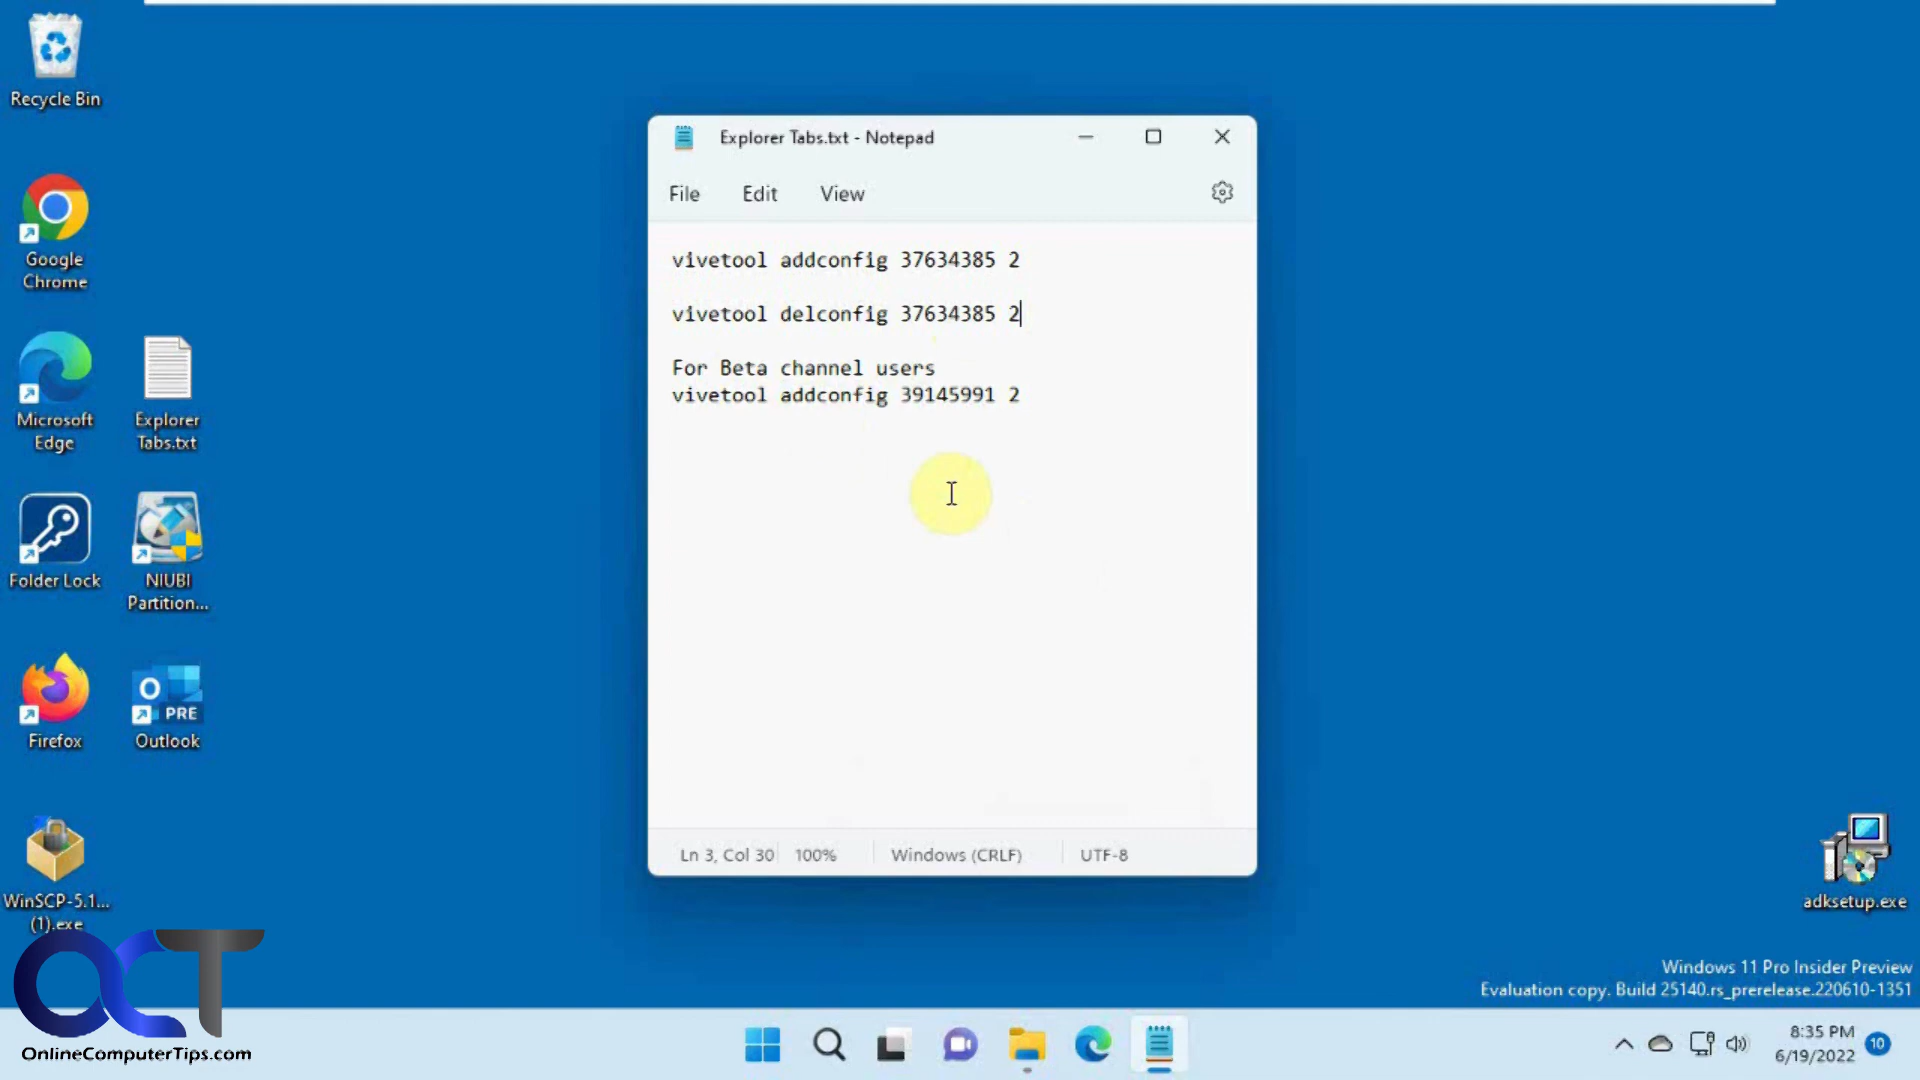 Recycle Bin
Google
Chrome
Microsoft
Edge
Explorer
Tabs.txt
Folder Lock
NIUBI
Partition...
Firefox
PRE
Outlook
WinSCP-5.1...
(1).exe
OCT
OnlineComputerTips.com
Explorer Tabs.txt - Notepad
File Edit View
vivetool addconfig 37634385 2
vivetool delconfig 37634385 2
For Beta channel users
vivetool addconfig 39145991 2
Ln 3, Col 30 100% Windows (CRLF) UTF-8
adksetup.exe
Windows 11 Pro Insider Preview
Evaluation copy. Build 25140.rs_prerelease.220610-1351
8:35 PM
6/19/2022
10